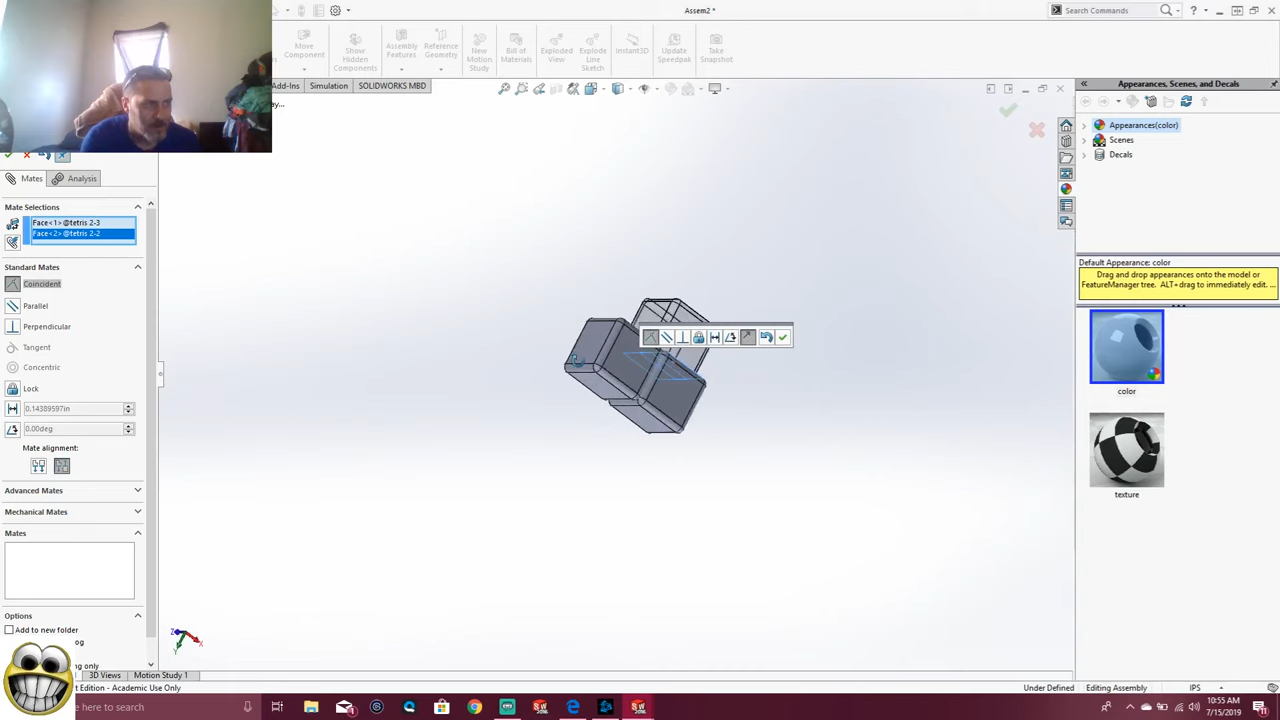 Assem2 *
Search Commands
Move
Component
Show
Hidden
Components
Assembly
Features
Reference
Geometry
New
Motion
Study
Bill of
Materials
Exploded
View
Explode
Line
Sketch
Instant3D
Update
Speedpak
Take
Snapshot
Add-Ins
Simulation
SOLIDWORKS MBD
Appearances, Scenes, and Decals
Appearances(color)
Scenes
Decals
Mates
Analysis
Mate Selections
Face<1>@tetris 2-3
Face<2>@tetris 2-2
Standard Mates
Coincident
Parallel
Perpendicular
Tangent
Concentric
Lock
0.14389597in
0.00deg
Mate alignment:
Advanced Mates
Mechanical Mates
Mates
Options
Add to new folder
Default Appearance: color
Drag and drop appearances onto the model or
FeatureManager tree. ALT+drag to immediately edit. ...
color
texture
Z
X
Y
3D Views
Motion Study 1
t Edition - Academic Use Only
Under Defined
Editing Assembly
IPS
here to search
10:55 AM
7/15/2019